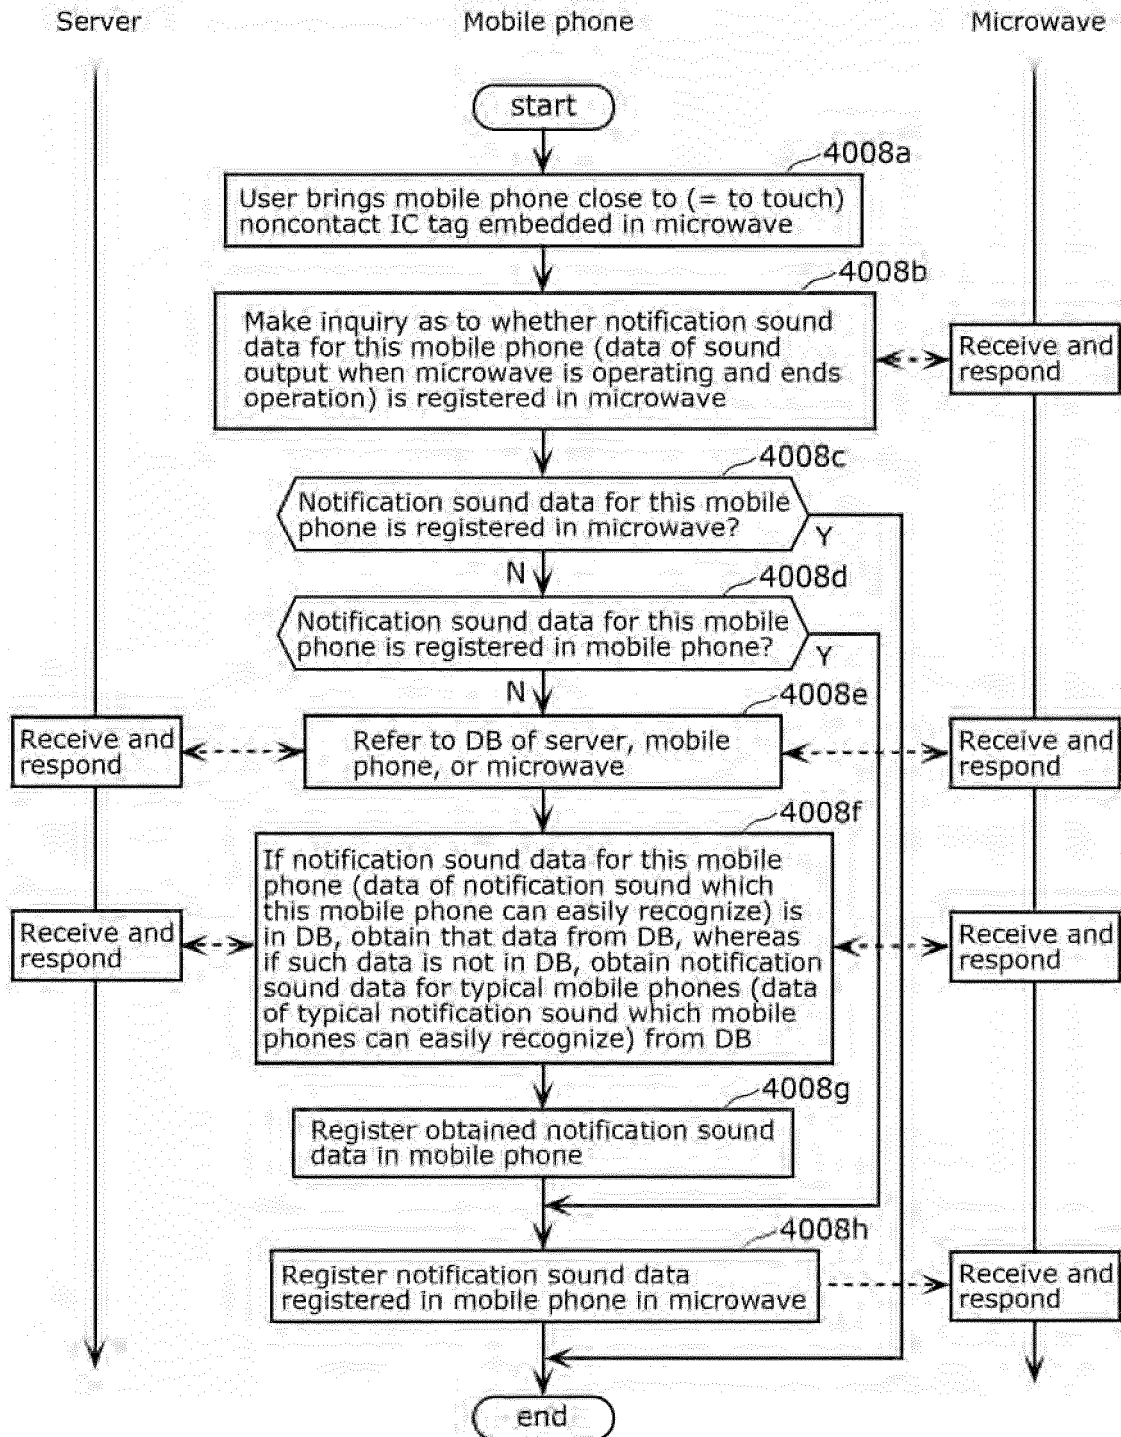 Server
Mobile phone
Microwave
start
4008a
User brings mobile phone close to (= to touch)
noncontact IC tag embedded in microwave
4008b
Make inquiry as to whether notification sound
data for this mobile phone (data of sound
output when microwave is operating and ends
operation) is registered in microwave
Receive and
respond
4008c
Notification sound data for this mobile
phone is registered in microwave?
Y
N
4008d
Notification sound data for this mobile
phone is registered in mobile phone?
Y
N
4008e
Receive and
respond
Refer to DB of server, mobile
phone, or microwave
Receive and
respond
4008f
If notification sound data for this mobile
phone (data of notification sound which
this mobile phone can easily recognize) is
in DB, obtain that data from DB, whereas
if such data is not in DB, obtain notification
sound data for typical mobile phones (data
of typical notification sound which mobile
phones can easily recognize) from DB
Receive and
respond
Receive and
respond
4008g
Register obtained notification sound
data in mobile phone
4008h
Register notification sound data
registered in mobile phone in microwave
Receive and
respond
end